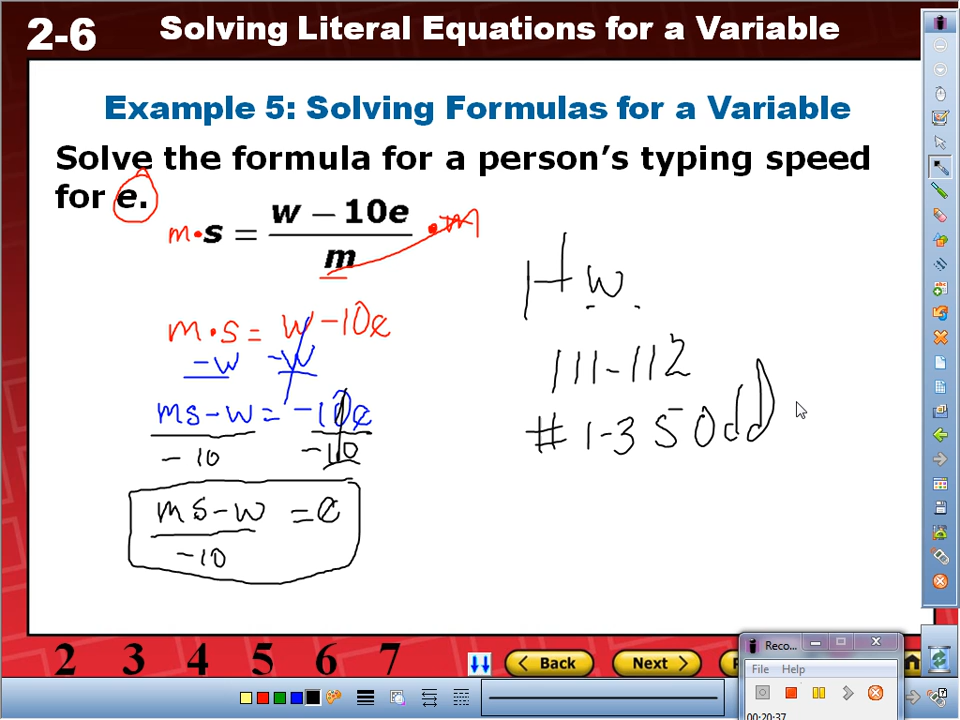 2-6 Solving Literal Equations for a Variable
Example 5: Solving Formulas for a Variable
Solve the formula for a person's typing speed
for e.
m · s = (w – 10e)/m · m
m · s = w – 10e
– w – w
ms – w = – 10e
– 10 – 10
ms – w = e
– 10
H.w.
111-112
# 1-35 Odd
2 3 4 5 6 7
Back
Next
Reco...
File Help
00:20:37